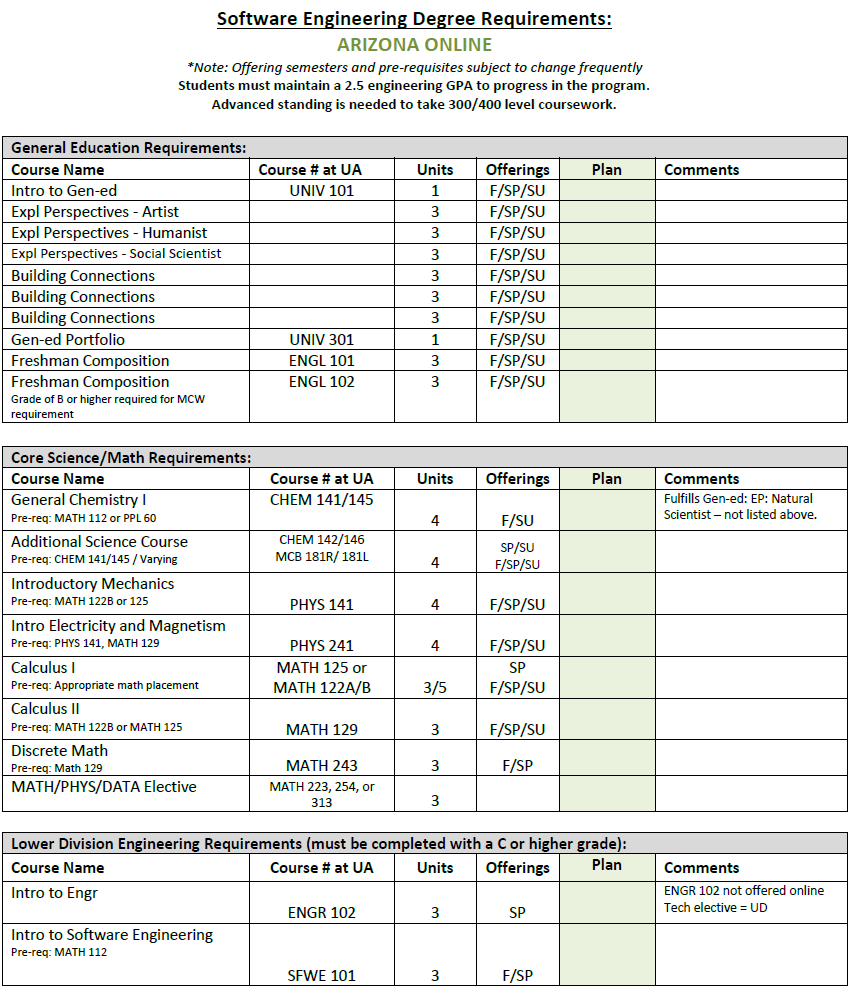 Software Engineering Degree Requirements:
ARIZONA ONLINE
*Note: Offering semesters and pre-requisites subject to change frequently
Students must maintain a 2.5 engineering GPA to progress in the program.
Advanced standing is needed to take 300/400 level coursework.
General Education Requirements:
Course Name Course # at UA Units Offerings Plan Comments
Intro to Gen-ed UNIV 101 1 F/SP/SU
Expl Perspectives - Artist 3 F/SP/SU
Expl Perspectives - Humanist 3 F/SP/SU
Expl Perspectives - Social Scientist 3 F/SP/SU
Building Connections 3 F/SP/SU
Building Connections 3 F/SP/SU
Building Connections 3 F/SP/SU
Gen-ed Portfolio UNIV 301 1 F/SP/SU
Freshman Composition ENGL 101 3 F/SP/SU
Freshman Composition ENGL 102 3 F/SP/SU
Grade of B or higher required for MCW
requirement
Core Science/Math Requirements:
Course Name Course # at UA Units Offerings Plan Comments
General Chemistry I CHEM 141/145 Fulfills Gen-ed: EP: Natural
Pre-req: MATH 112 or PPL 60 4 F/SU Scientist – not listed above.
Additional Science Course CHEM 142/146 SP/SU
Pre-req: CHEM 141/145 / Varying MCB 181R/ 181L 4 F/SP/SU
Introductory Mechanics
Pre-req: MATH 122B or 125 PHYS 141 4 F/SP/SU
Intro Electricity and Magnetism
Pre-req: PHYS 141, MATH 129 PHYS 241 4 F/SP/SU
Calculus I MATH 125 or SP
Pre-req: Appropriate math placement MATH 122A/B 3/5 F/SP/SU
Calculus II
Pre-req: MATH 122B or MATH 125 MATH 129 3 F/SP/SU
Discrete Math
Pre-req: Math 129 MATH 243 3 F/SP
MATH/PHYS/DATA Elective MATH 223, 254, or
313 3
Lower Division Engineering Requirements (must be completed with a C or higher grade):
Course Name Course # at UA Units Offerings Plan Comments
Intro to Engr ENGR 102 not offered online
ENGR 102 3 SP Tech elective = UD
Intro to Software Engineering
Pre-req: MATH 112
SFWE 101 3 F/SP